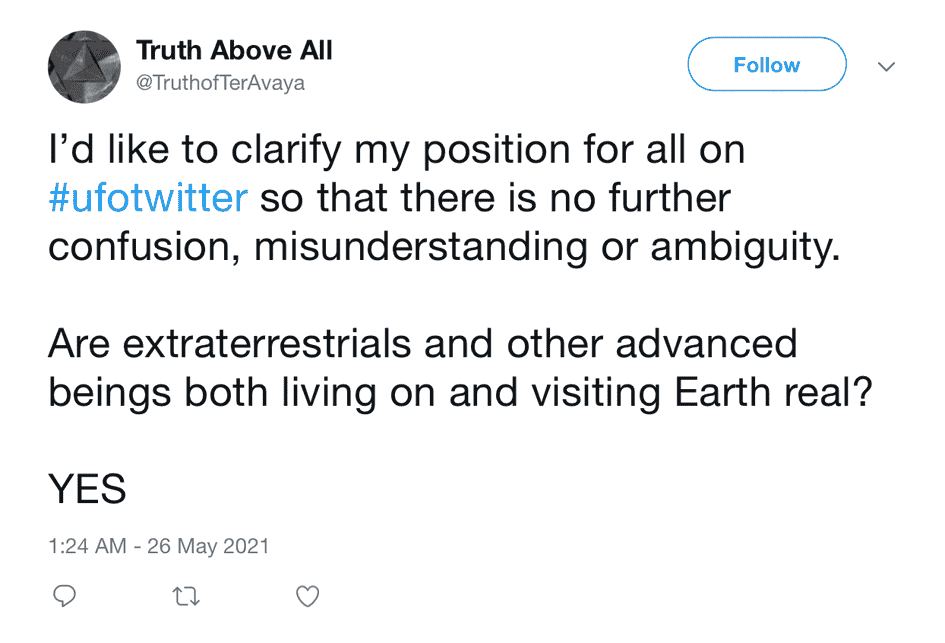 Truth Above All
@TruthofTerAvaya
Follow
I’d like to clarify my position for all on
#ufotwitter so that there is no further
confusion, misunderstanding or ambiguity.
Are extraterrestrials and other advanced
beings both living on and visiting Earth real?
YES
1:24 AM - 26 May 2021